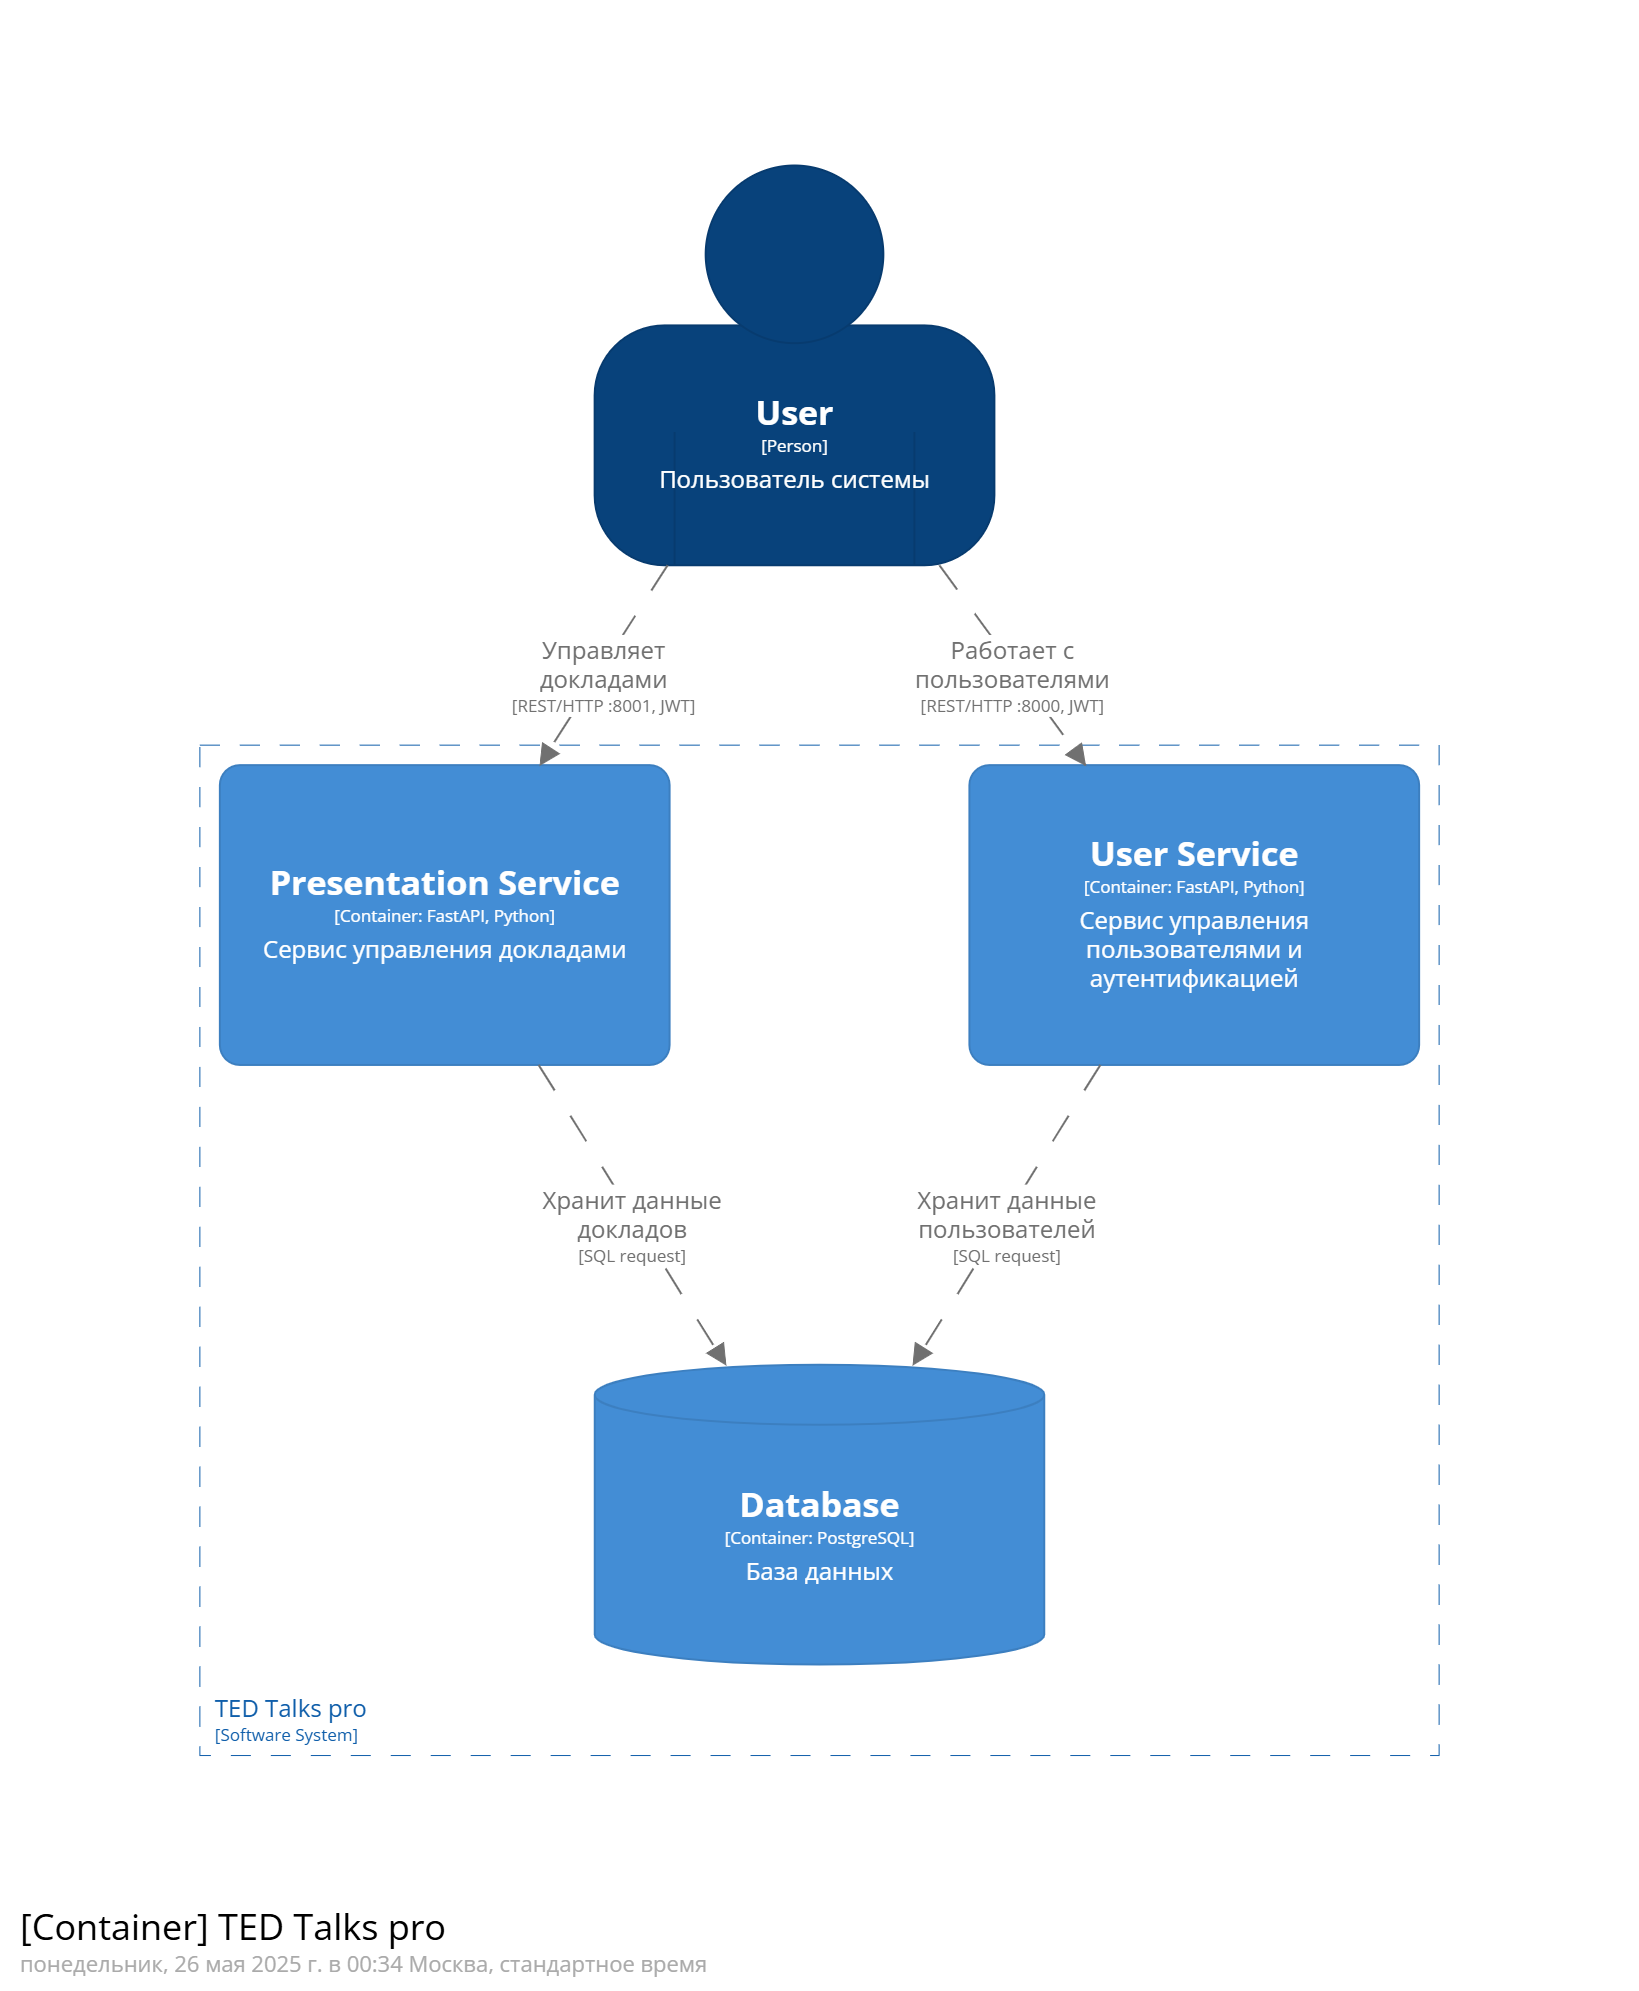 User
[Person]
Пользователь системы
Управляет
докладами
[REST/HTTP :8001, JWT]
Работает с
пользователями
[REST/HTTP :8000, JWT]
Presentation Service
[Container: FastAPI, Python]
Сервис управления докладами
User Service
[Container: FastAPI, Python]
Сервис управления
пользователями и
аутентификацией
Хранит данные
докладов
[SQL request]
Хранит данные
пользователей
[SQL request]
Database
[Container: PostgreSQL]
База данных
TED Talks pro
[Software System]
[Container] TED Talks pro
понедельник, 26 мая 2025 г. в 00:34 Москва, стандартное время